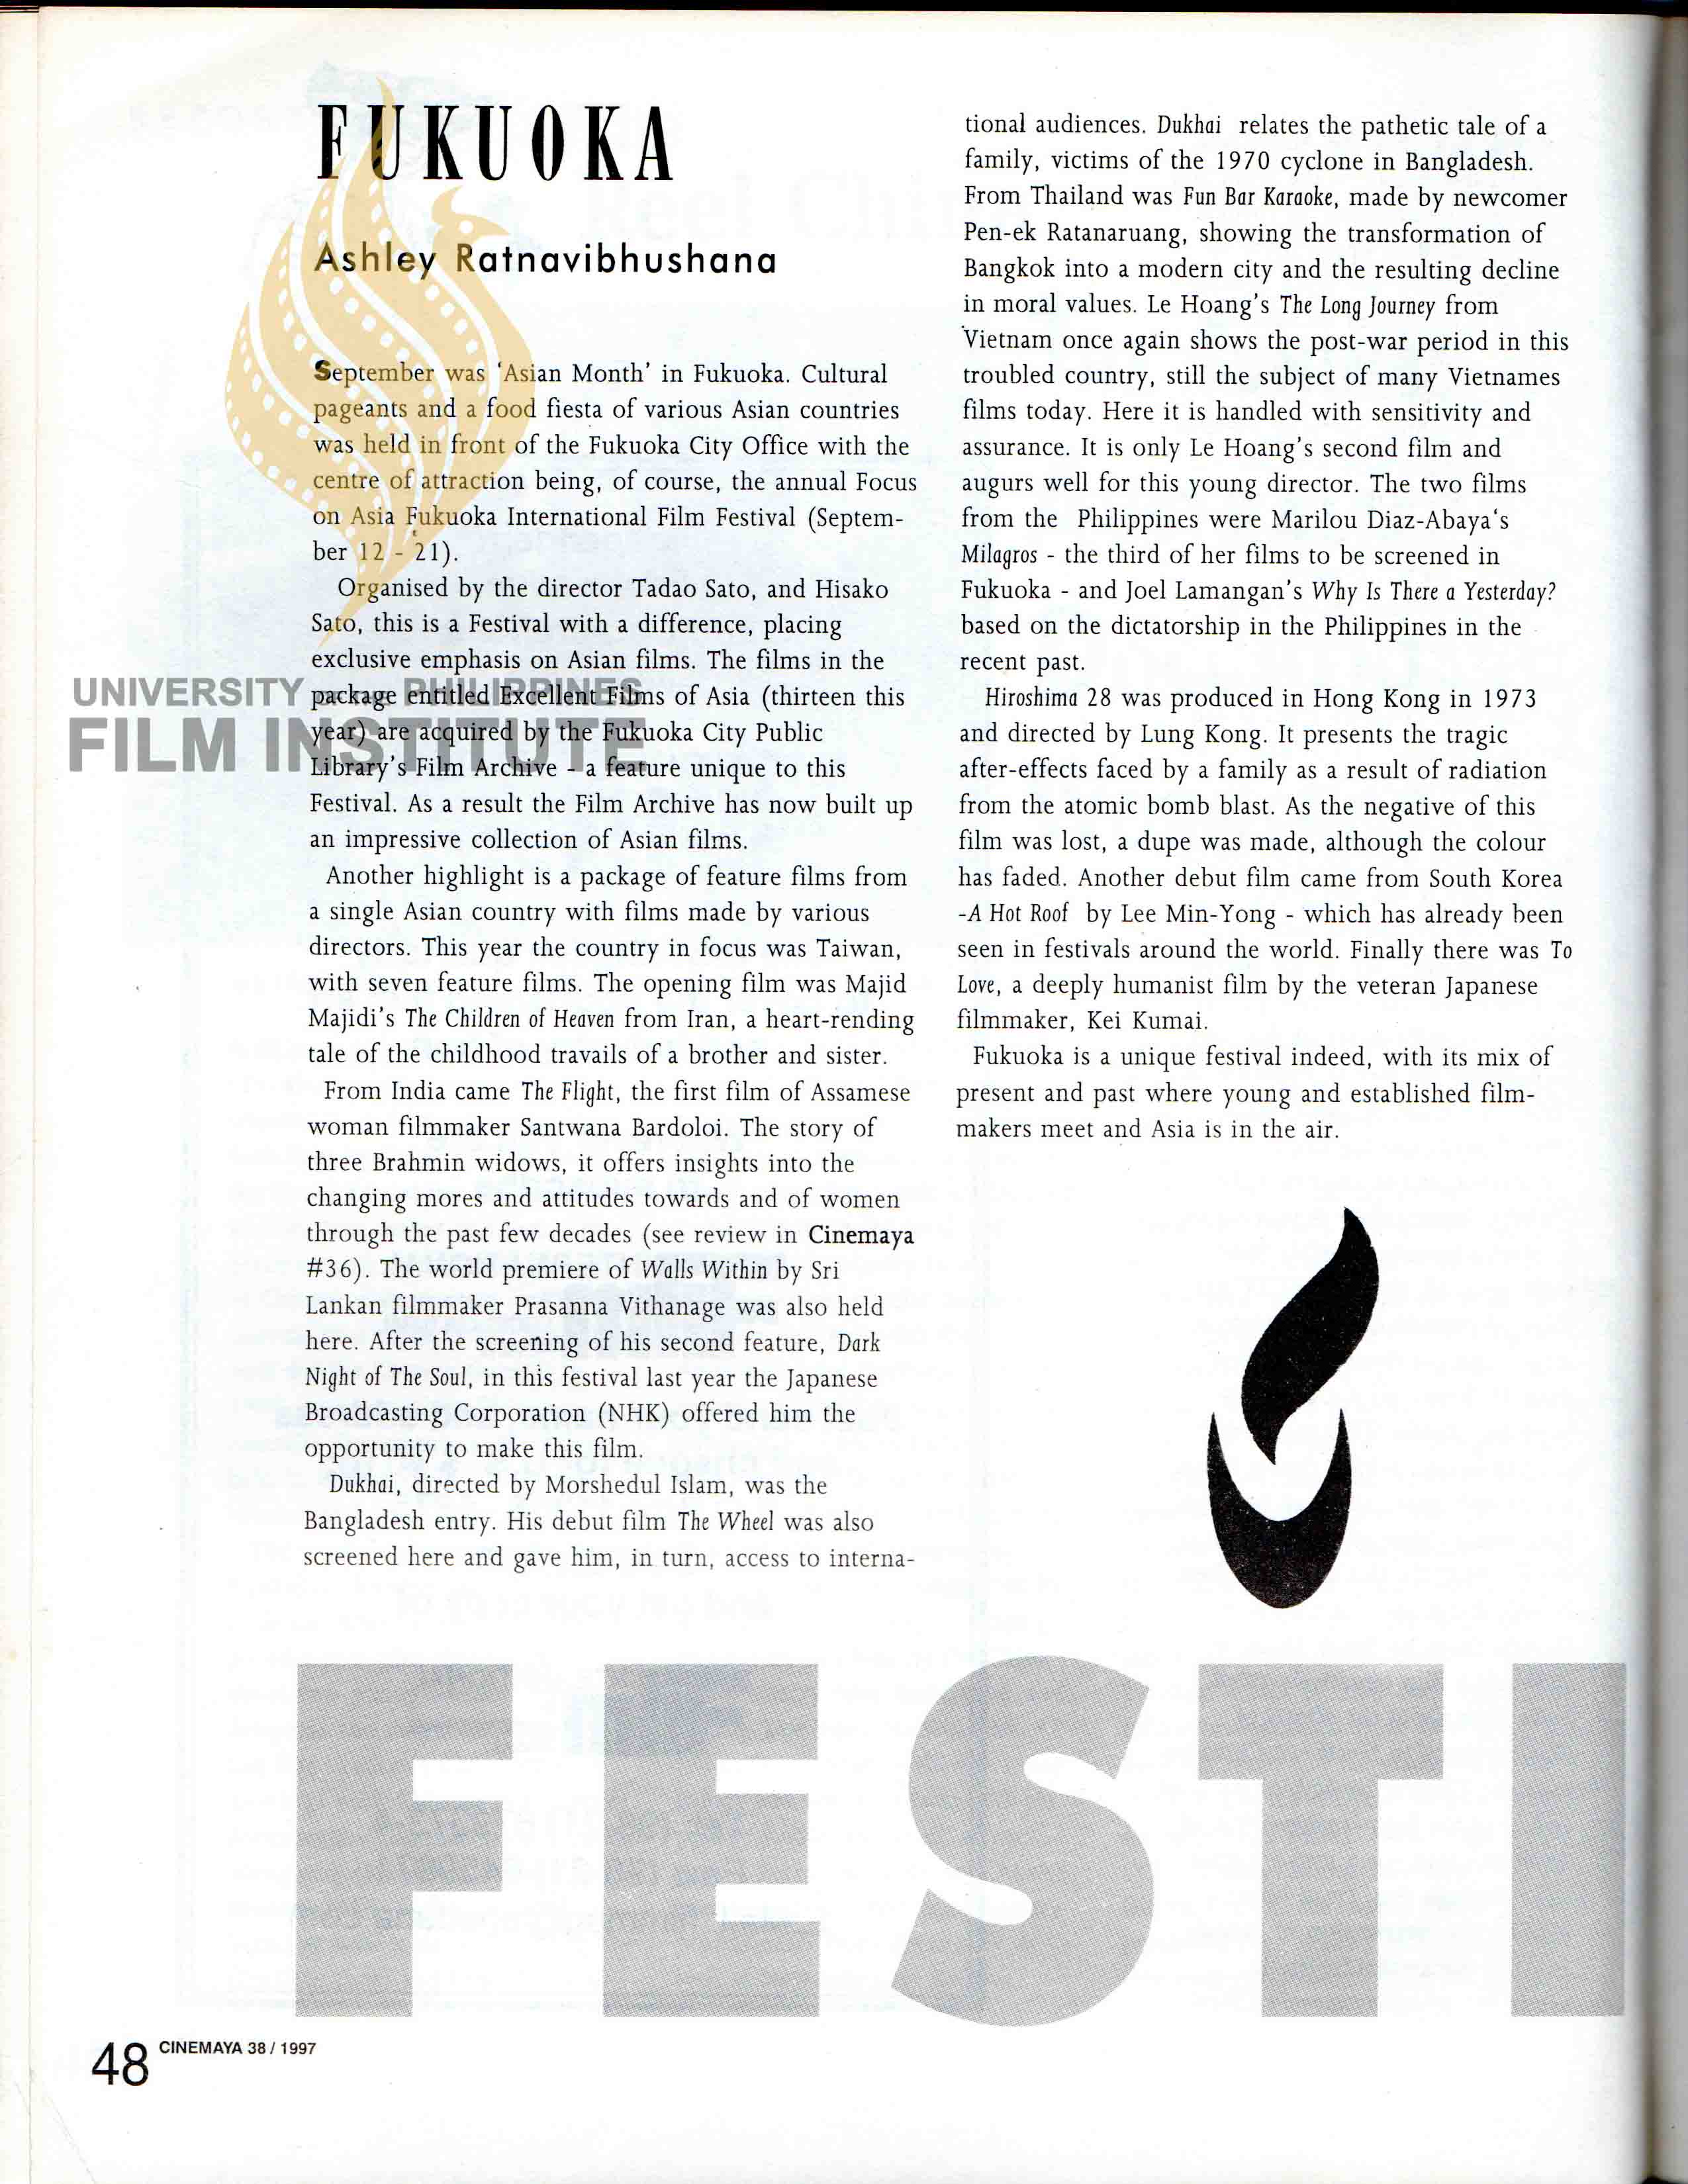 FUKUOKA
Ashley Ratnavibhushana
September was ‘Asian Month’ in Fukuoka. Cultural
pageants and a food fiesta of various Asian countries
was held in front of the Fukuoka City Office with the
centre of attraction being, of course, the annual Focus
on Asia Fukuoka International Film Festival (Septem-
ber 12 - 21).
Organised by the director Tadao Sato, and Hisako
Sato, this is a Festival with a difference, placing
exclusive emphasis on Asian films. The films in the
package entitled Excellent Films of Asia (thirteen this
year) are acquired by the Fukuoka City Public
Library's Film Archive - a feature unique to this
Festival. As a result the Film Archive has now built up
an impressive collection of Asian films.
Another highlight is a package of feature films from
a single Asian country with films made by various
directors. This year the country in focus was Taiwan,
with seven feature films. The opening film was Majid
Majidi's The Children of Heaven from Iran, a heart-rending
tale of the childhood travails of a brother and sister.
From India came The Flight, the first film of Assamese
woman filmmaker Santwana Bardoloi. The story of
three Brahmin widows, it offers insights into the
changing mores and attitudes towards and of women
through the past few decades (see review in Cinemaya
#36). The world premiere of Walls Within by Sri
Lankan filmmaker Prasanna Vithanage was also held
here. After the screening of his second feature, Dark
Night of The Soul, in this festival last year the Japanese
Broadcasting Corporation (NHK) offered him the
opportunity to make this film.
Dukhai, directed by Morshedul Islam, was the
Bangladesh entry. His debut film The Wheel was also
screened here and gave him, in turn, access to interna-
tional audiences. Dukhai relates the pathetic tale of a
family, victims of the 1970 cyclone in Bangladesh.
From Thailand was Fun Bar Karaoke, made by newcomer
Pen-ek Ratanaruang, showing the transformation of
Bangkok into a modern city and the resulting decline
in moral values. Le Hoang's The Long Journey from
Vietnam once again shows the post-war period in this
troubled country, still the subject of many Vietnames
films today. Here it is handled with sensitivity and
assurance. It is only Le Hoang's second film and
augurs well for this young director. The two films
from the Philippines were Marilou Diaz-Abaya‘s
Milagros - the third of her films to be screened in
Fukuoka - and Joel Lamangan's Why Is There a Yesterday?
based on the dictatorship in the Philippines in the
recent past.
Hiroshima 28 was produced in Hong Kong in 1973
and directed by Lung Kong. It presents the tragic
after-effects faced by a family as a result of radiation
from the atomic bomb blast. As the negative of this
film was lost, a dupe was made, although the colour
has faded. Another debut film came from South Korea
-A Hot Roof by Lee Min-Yong - which has already been
seen in festivals around the world. Finally there was To
Love, a deeply humanist film by the veteran Japanese
filmmaker, Kei Kumai.
Fukuoka is a unique festival indeed, with its mix of
present and past where young and established film-
makers meet and Asia is in the air.
UNIVERSITY PHILIPPINES
FILM INSTITUTE
FESTI
48 CINEMAYA 38 / 1997